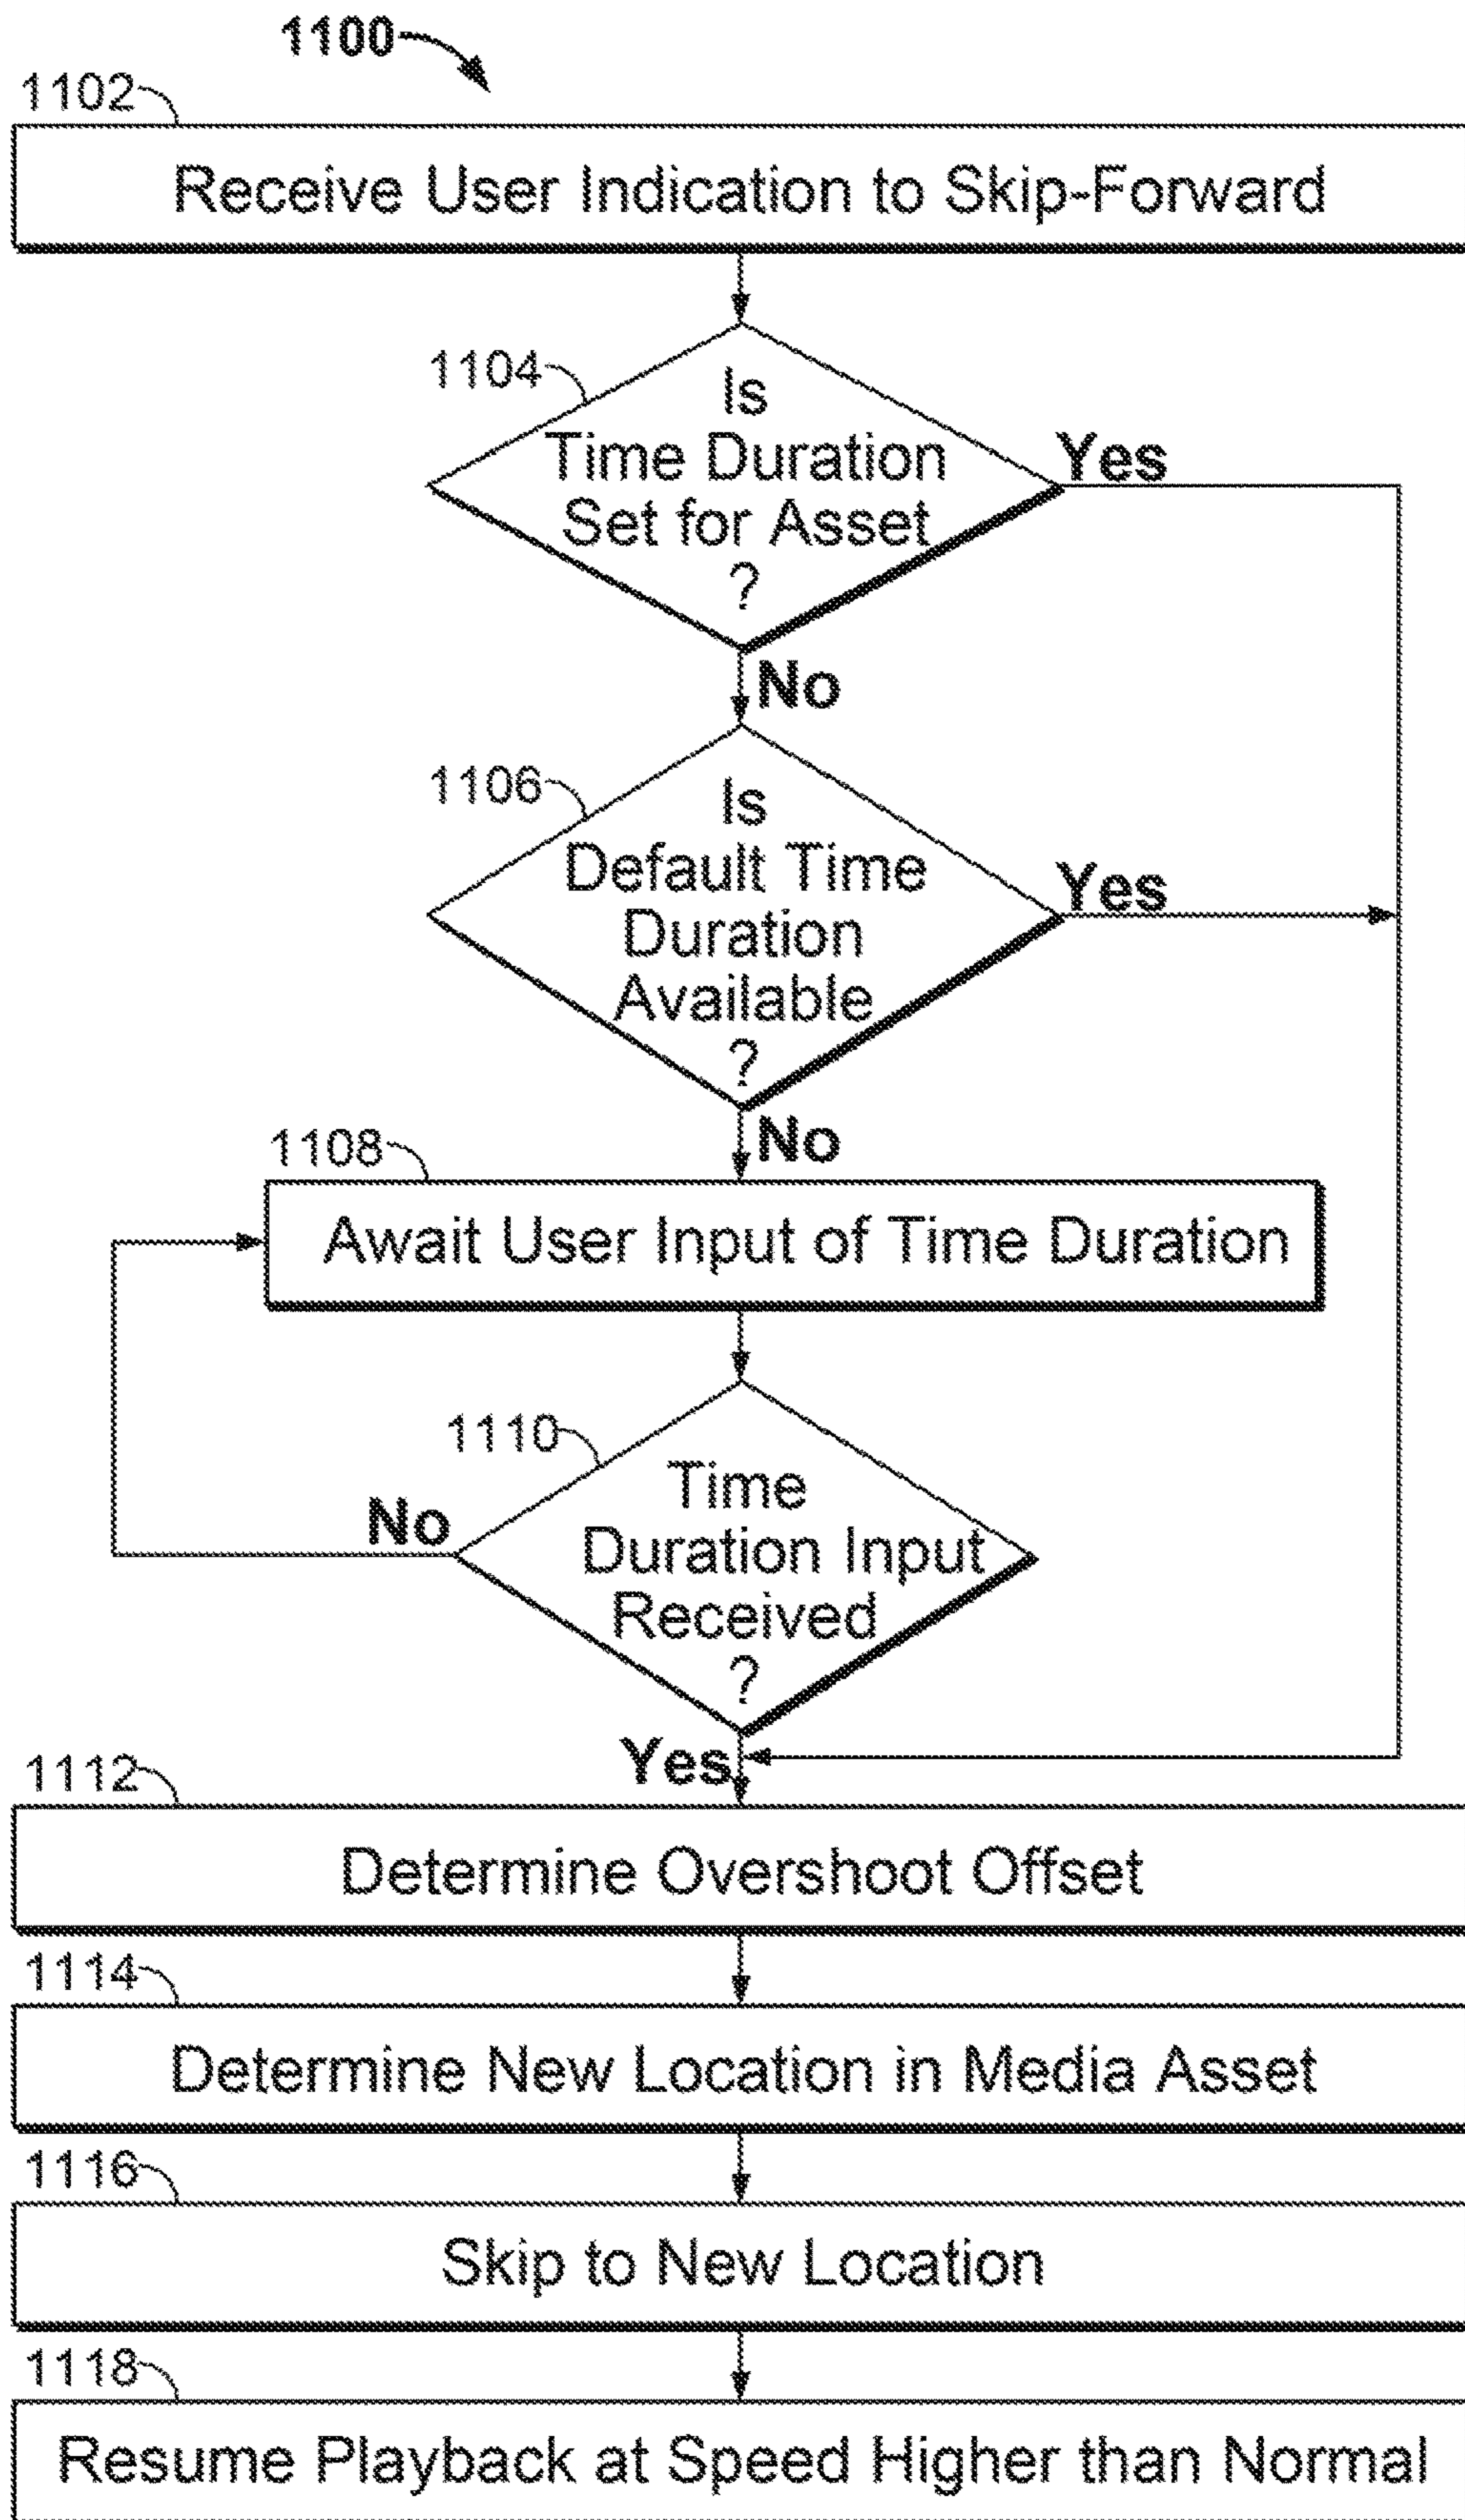 1100
1102
Receive User Indication to Skip-Forward
1104
Is
Time Duration
Set for Asset
?
Yes
No
1106
Is
Default Time
Duration
Available
?
Yes
No
1108
Await User Input of Time Duration
1110
Time
Duration Input
Received
?
No
Yes
1112
Determine Overshoot Offset
1114
Determine New Location in Media Asset
1116
Skip to New Location
1118
Resume Playback at Speed Higher than Normal